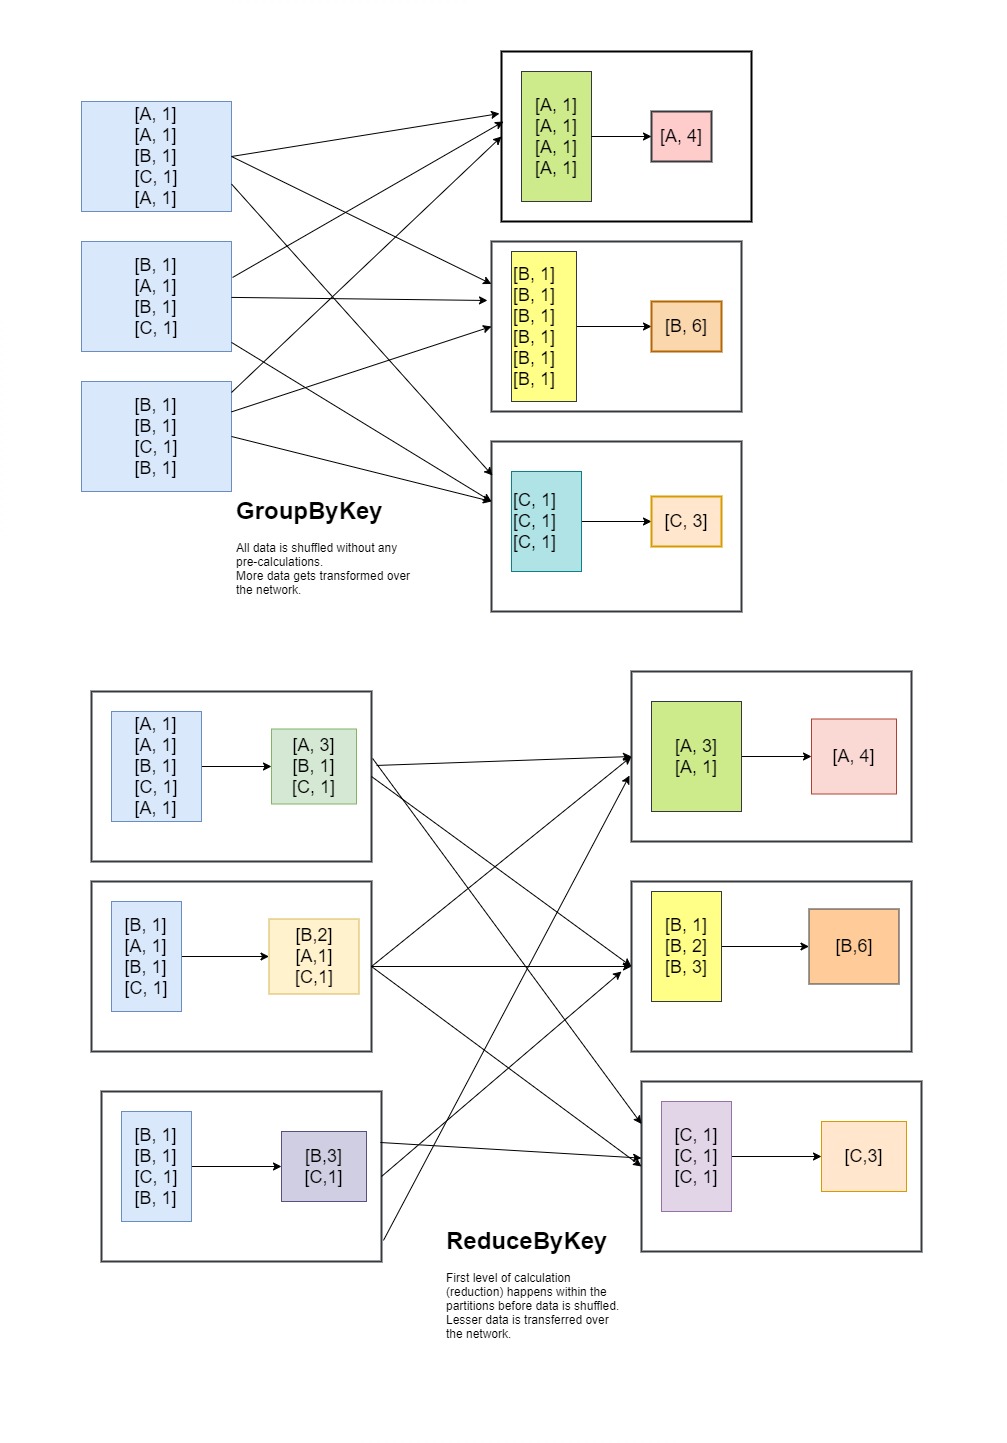 [A, 1]
[A, 1]
[B, 1]
[C, 1]
[A, 1]
[B, 1]
[A, 1]
[B, 1]
[C, 1]
[B, 1]
[B, 1]
[C, 1]
[B, 1]
[A, 1]
[A, 1]
[A, 1]
[A, 1]
[A, 4]
[B, 1]
[B, 1]
[B, 1]
[B, 1]
[B, 1]
[B, 1]
[B, 6]
[C, 1]
[C, 1]
[C, 1]
[C, 3]
GroupByKey
All data is shuffled without any
pre-calculations.
More data gets transformed over
the network.
[A, 1]
[A, 1]
[B, 1]
[C, 1]
[A, 1]
[A, 3]
[B, 1]
[C, 1]
[B, 1]
[A, 1]
[B, 1]
[C, 1]
[B,2]
[A,1]
[C,1]
[B, 1]
[B, 1]
[C, 1]
[B, 1]
[B,3]
[C,1]
[A, 3]
[A, 1]
[A, 4]
[B, 1]
[B, 2]
[B, 3]
[B,6]
[C, 1]
[C, 1]
[C, 1]
[C,3]
ReduceByKey
First level of calculation
(reduction) happens within the
partitions before data is shuffled.
Lesser data is transferred over
the network.